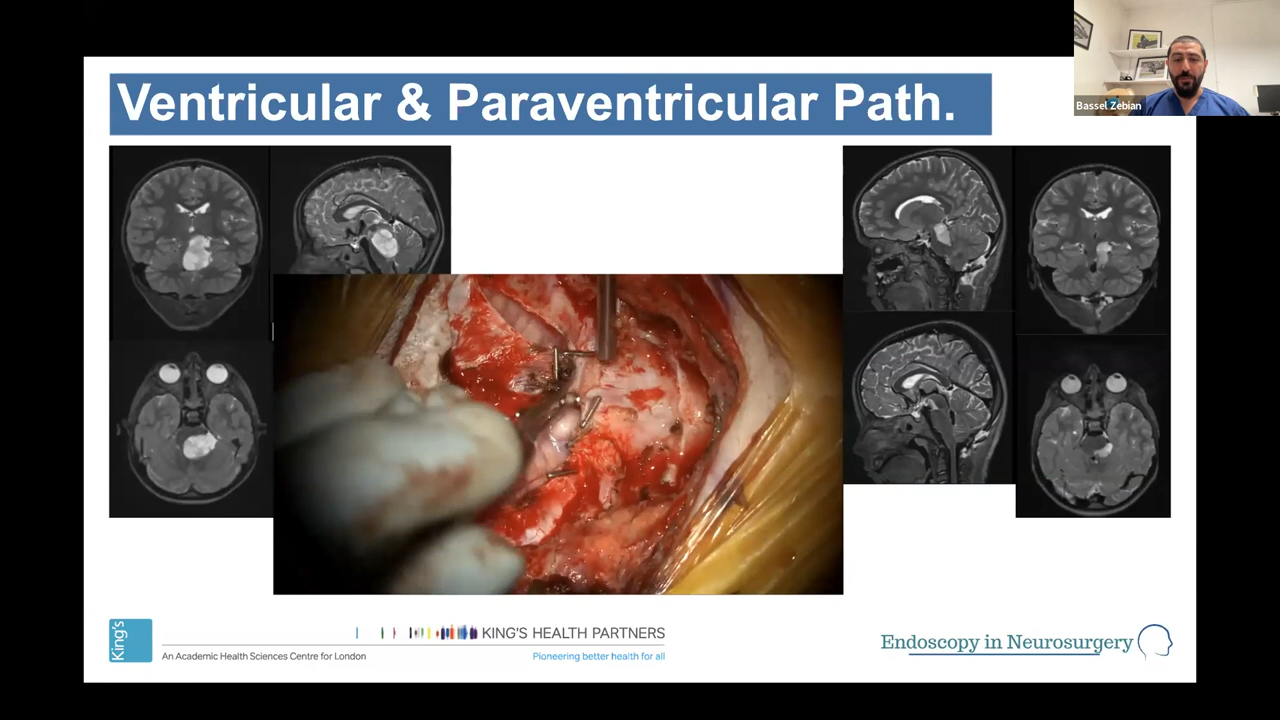 Ventricular & Paraventricular Path.
Bassel Zebian
King's
KING'S HEALTH PARTNERS
An Academic Health Sciences Centre for London
Pioneering better health for all
Endoscopy in Neurosurgery